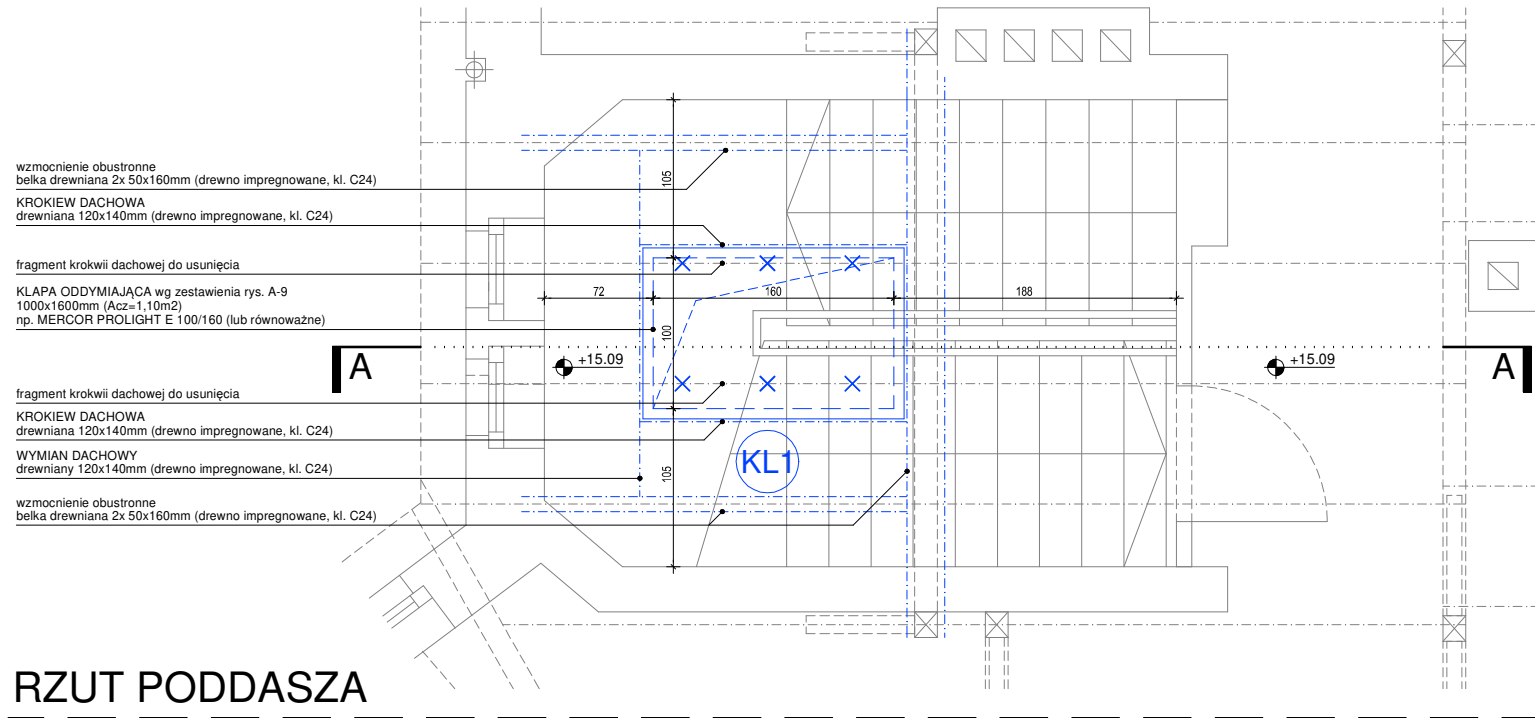 wzmocnienie obustronne
belka drewniana 2x 50x160mm (drewno impregnowane, kl. C24)
KROKIEW DACHOWA
drewniana 120x140mm (drewno impregnowane, kl. C24)
fragment krokwii dachowej do usunięcia
KLAPA ODDYMIAJĄCA wg zestawienia rys. A-9
1000x1600mm (Acz=1,10m2)
np. MERCOR PROLIGHT E 100/160 (lub równoważne)
fragment krokwii dachowej do usunięcia
KROKIEW DACHOWA
drewniana 120x140mm (drewno impregnowane, kl. C24)
WYMIAN DACHOWY
drewniany 120x140mm (drewno impregnowane, kl. C24)
wzmocnienie obustronne
belka drewniana 2x 50x160mm (drewno impregnowane, kl. C24)
105
72
160
188
100
A
+15.09
+15.09
A
KL1
105
RZUT PODDASZA